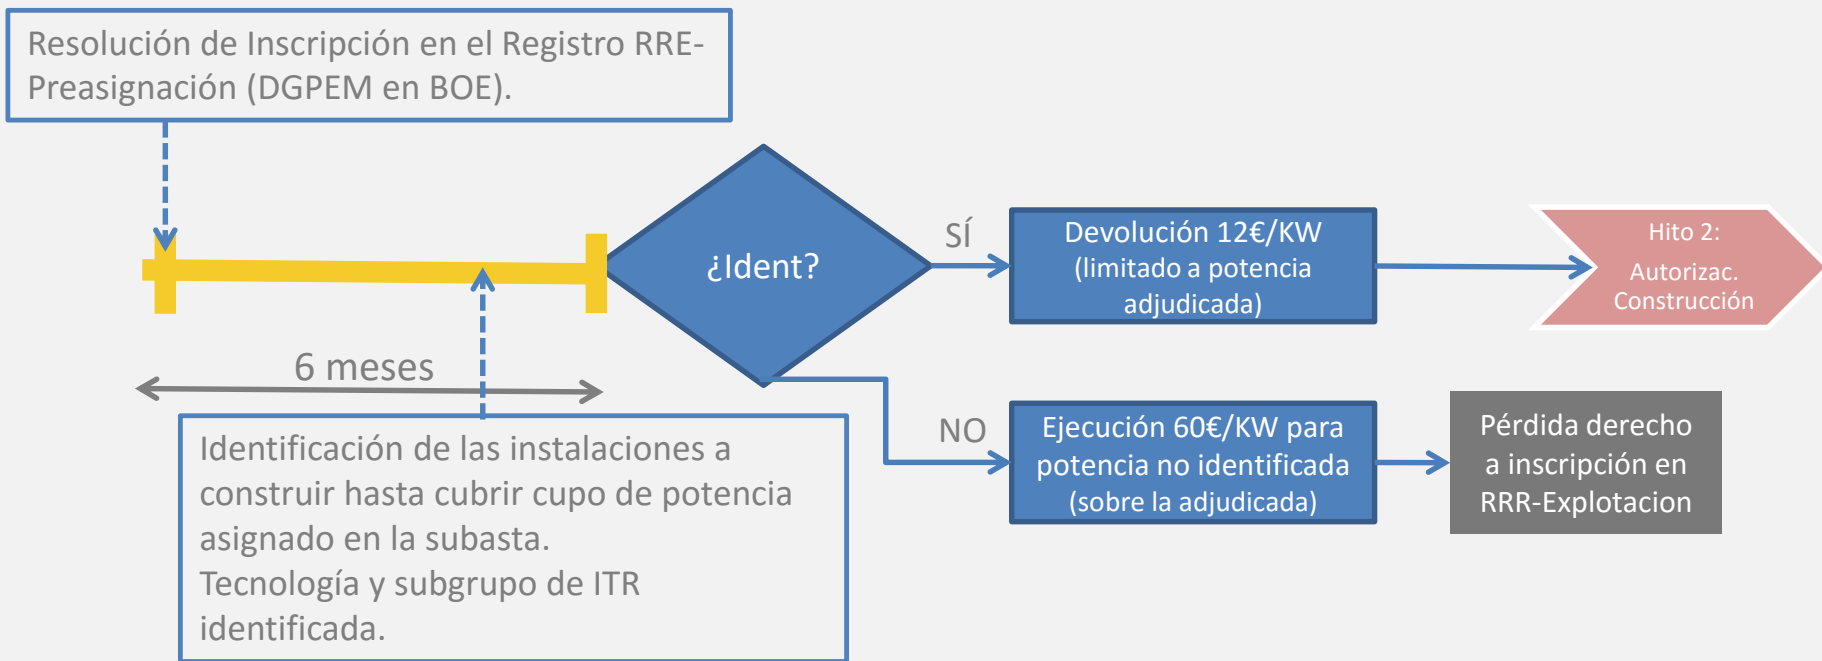 Resolución de Inscripción en el Registro RRE-
Preasignación (DGPEM en BOE).
¿Ident?
SÍ
Devolución 12€/KW
(limitado a potencia
adjudicada)
Hito 2:
Autorizac.
Construcción
6 meses
NO
Ejecución 60€/KW para
potencia no identificada
(sobre la adjudicada)
Pérdida derecho
a inscripción en
RRR-Explotacion
Identificación de las instalaciones a
construir hasta cubrir cupo de potencia
asignado en la subasta.
Tecnología y subgrupo de ITR
identificada.